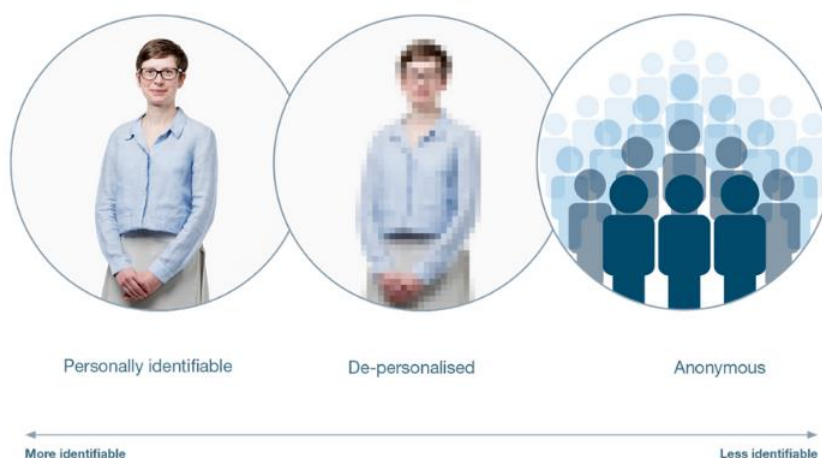 Personally identifiable
De-personalised
Anonymous
More identifiable
Less identifiable